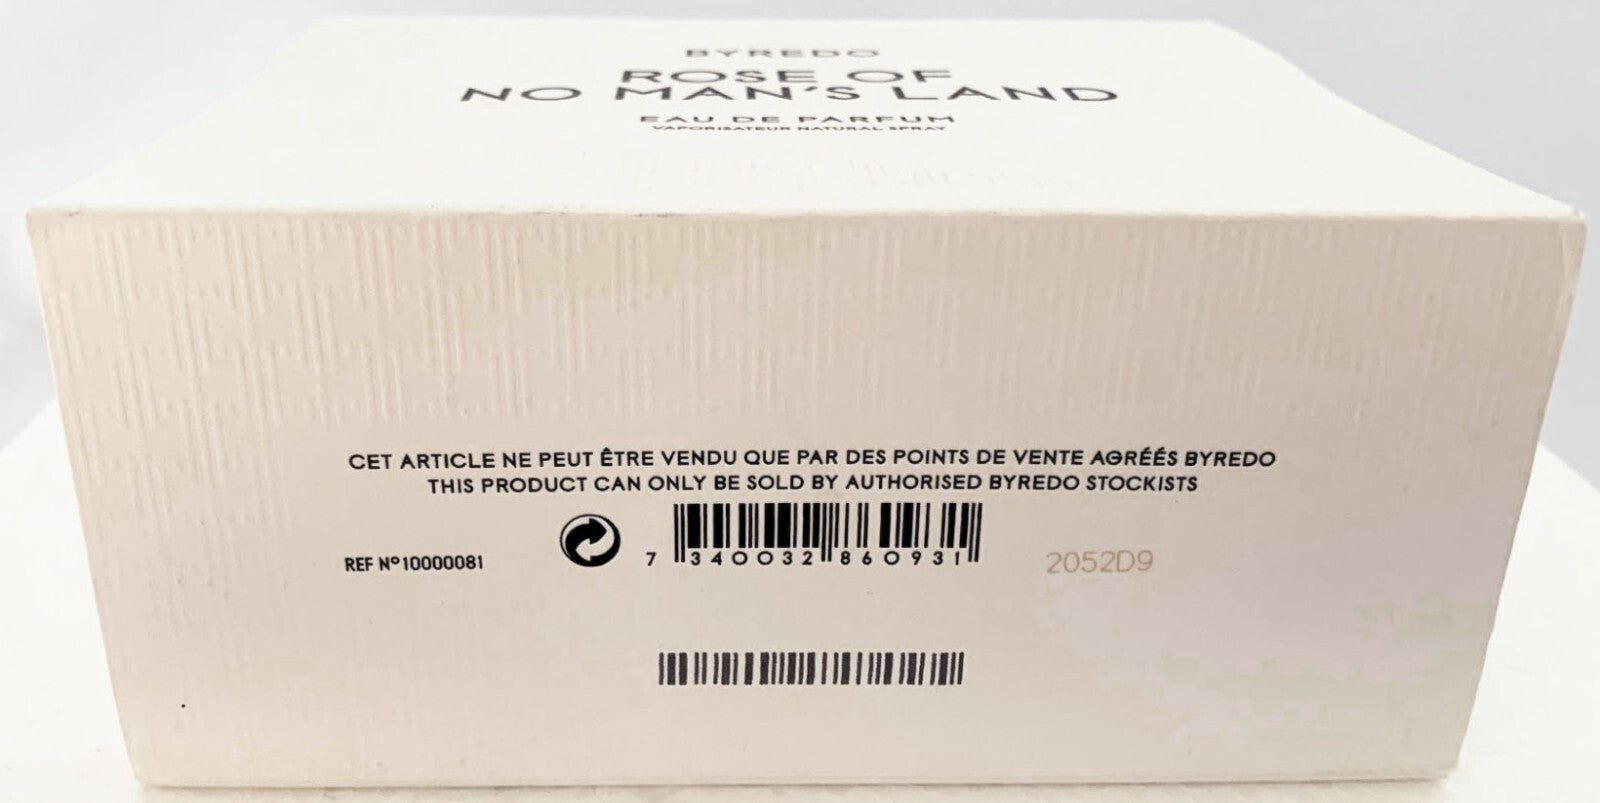 BYREDO
ROSE OF
NO MAN'S LAND
EAU DE PARFUM
VAPORISATEUR NATURAL SPRAY
CET ARTICLE NE PEUT ÊTRE VENDU QUE PAR DES POINTS DE VENTE AGRÉÉS BYREDO
THIS PRODUCT CAN ONLY BE SOLD BY AUTHORISED BYREDO STOCKISTS
REF Nº10000081
7 340032 860931
2052D9